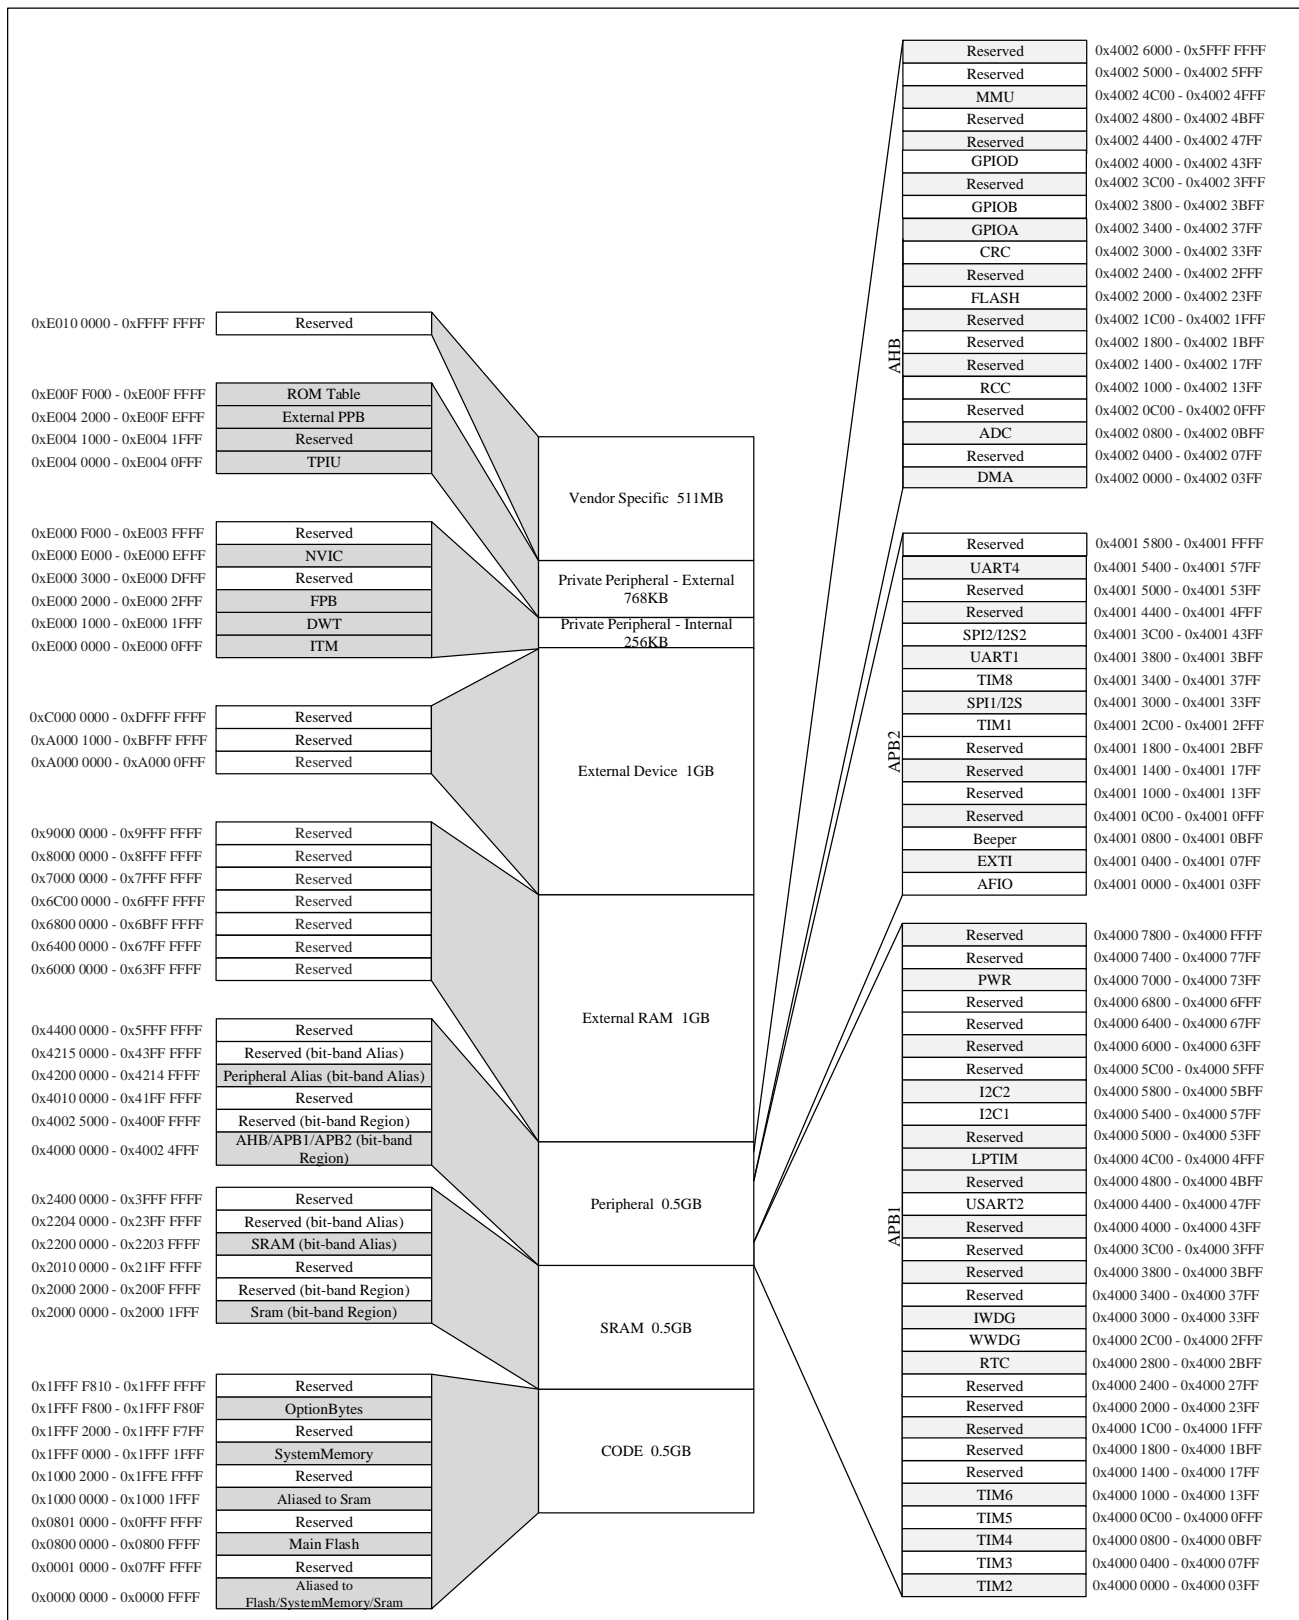 0xE010 0000 - 0xFFFF FFFF Reserved
0xE00F F000 - 0xE00F FFFF ROM Table
0xE004 2000 - 0xE00F EFFF External PPB
0xE004 1000 - 0xE004 1FFF Reserved
0xE004 0000 - 0xE004 0FFF TPIU
0xE000 F000 - 0xE003 FFFF Reserved
0xE000 E000 - 0xE000 EFFF NVIC
0xE000 3000 - 0xE000 DFFF Reserved
0xE000 2000 - 0xE000 2FFF FPB
0xE000 1000 - 0xE000 1FFF DWT
0xE000 0000 - 0xE000 0FFF ITM
0xC000 0000 - 0xDFFF FFFF Reserved
0xA000 1000 - 0xBFFF FFFF Reserved
0xA000 0000 - 0xA000 0FFF Reserved
0x9000 0000 - 0x9FFF FFFF Reserved
0x8000 0000 - 0x8FFF FFFF Reserved
0x7000 0000 - 0x7FFF FFFF Reserved
0x6C00 0000 - 0x6FFF FFFF Reserved
0x6800 0000 - 0x6BFF FFFF Reserved
0x6400 0000 - 0x67FF FFFF Reserved
0x6000 0000 - 0x63FF FFFF Reserved
0x4400 0000 - 0x5FFF FFFF Reserved
0x4215 0000 - 0x43FF FFFF Reserved (bit-band Alias)
0x4200 0000 - 0x4214 FFFF Peripheral Alias (bit-band Alias)
0x4010 0000 - 0x41FF FFFF Reserved
0x4002 5000 - 0x400F FFFF Reserved (bit-band Region)
0x4000 0000 - 0x4002 4FFF AHB/APB1/APB2 (bit-band
Region)
0x2400 0000 - 0x3FFF FFFF Reserved
0x2204 0000 - 0x23FF FFFF Reserved (bit-band Alias)
0x2200 0000 - 0x2203 FFFF SRAM (bit-band Alias)
0x2010 0000 - 0x21FF FFFF Reserved
0x2000 2000 - 0x200F FFFF Reserved (bit-band Region)
0x2000 0000 - 0x2000 1FFF Sram (bit-band Region)
0x1FFF F810 - 0x1FFF FFFF Reserved
0x1FFF F800 - 0x1FFF F80F OptionBytes
0x1FFF 2000 - 0x1FFF F7FF Reserved
0x1FFF 0000 - 0x1FFF 1FFF SystemMemory
0x1000 2000 - 0x1FFE FFFF Reserved
0x1000 0000 - 0x1000 1FFF Aliased to Sram
0x0801 0000 - 0x0FFF FFFF Reserved
0x0800 0000 - 0x0800 FFFF Main Flash
0x0001 0000 - 0x07FF FFFF Reserved
0x0000 0000 - 0x0000 FFFF Aliased to
Flash/SystemMemory/Sram
Vendor Specific 511MB
Private Peripheral - External
768KB
Private Peripheral - Internal
256KB
External Device 1GB
External RAM 1GB
Peripheral 0.5GB
SRAM 0.5GB
CODE 0.5GB
AHB
Reserved 0x4002 6000 - 0x5FFF FFFF
Reserved 0x4002 5000 - 0x4002 5FFF
MMU 0x4002 4C00 - 0x4002 4FFF
Reserved 0x4002 4800 - 0x4002 4BFF
Reserved 0x4002 4400 - 0x4002 47FF
GPIOD 0x4002 4000 - 0x4002 43FF
Reserved 0x4002 3C00 - 0x4002 3FFF
GPIOB 0x4002 3800 - 0x4002 3BFF
GPIOA 0x4002 3400 - 0x4002 37FF
CRC 0x4002 3000 - 0x4002 33FF
Reserved 0x4002 2400 - 0x4002 2FFF
FLASH 0x4002 2000 - 0x4002 23FF
Reserved 0x4002 1C00 - 0x4002 1FFF
Reserved 0x4002 1800 - 0x4002 1BFF
Reserved 0x4002 1400 - 0x4002 17FF
RCC 0x4002 1000 - 0x4002 13FF
Reserved 0x4002 0C00 - 0x4002 0FFF
ADC 0x4002 0800 - 0x4002 0BFF
Reserved 0x4002 0400 - 0x4002 07FF
DMA 0x4002 0000 - 0x4002 03FF
APB2
Reserved 0x4001 5800 - 0x4001 FFFF
UART4 0x4001 5400 - 0x4001 57FF
Reserved 0x4001 5000 - 0x4001 53FF
Reserved 0x4001 4400 - 0x4001 4FFF
SPI2/I2S2 0x4001 3C00 - 0x4001 43FF
UART1 0x4001 3800 - 0x4001 3BFF
TIM8 0x4001 3400 - 0x4001 37FF
SPI1/I2S 0x4001 3000 - 0x4001 33FF
TIM1 0x4001 2C00 - 0x4001 2FFF
Reserved 0x4001 1800 - 0x4001 2BFF
Reserved 0x4001 1400 - 0x4001 17FF
Reserved 0x4001 1000 - 0x4001 13FF
Reserved 0x4001 0C00 - 0x4001 0FFF
Beeper 0x4001 0800 - 0x4001 0BFF
EXTI 0x4001 0400 - 0x4001 07FF
AFIO 0x4001 0000 - 0x4001 03FF
APB1
Reserved 0x4000 7800 - 0x4000 FFFF
Reserved 0x4000 7400 - 0x4000 77FF
PWR 0x4000 7000 - 0x4000 73FF
Reserved 0x4000 6800 - 0x4000 6FFF
Reserved 0x4000 6400 - 0x4000 67FF
Reserved 0x4000 6000 - 0x4000 63FF
Reserved 0x4000 5C00 - 0x4000 5FFF
I2C2 0x4000 5800 - 0x4000 5BFF
I2C1 0x4000 5400 - 0x4000 57FF
Reserved 0x4000 5000 - 0x4000 53FF
LPTIM 0x4000 4C00 - 0x4000 4FFF
Reserved 0x4000 4800 - 0x4000 4BFF
USART2 0x4000 4400 - 0x4000 47FF
Reserved 0x4000 4000 - 0x4000 43FF
Reserved 0x4000 3C00 - 0x4000 3FFF
Reserved 0x4000 3800 - 0x4000 3BFF
Reserved 0x4000 3400 - 0x4000 37FF
IWDG 0x4000 3000 - 0x4000 33FF
WWDG 0x4000 2C00 - 0x4000 2FFF
RTC 0x4000 2800 - 0x4000 2BFF
Reserved 0x4000 2400 - 0x4000 27FF
Reserved 0x4000 2000 - 0x4000 23FF
Reserved 0x4000 1C00 - 0x4000 1FFF
Reserved 0x4000 1800 - 0x4000 1BFF
Reserved 0x4000 1400 - 0x4000 17FF
TIM6 0x4000 1000 - 0x4000 13FF
TIM5 0x4000 0C00 - 0x4000 0FFF
TIM4 0x4000 0800 - 0x4000 0BFF
TIM3 0x4000 0400 - 0x4000 07FF
TIM2 0x4000 0000 - 0x4000 03FF